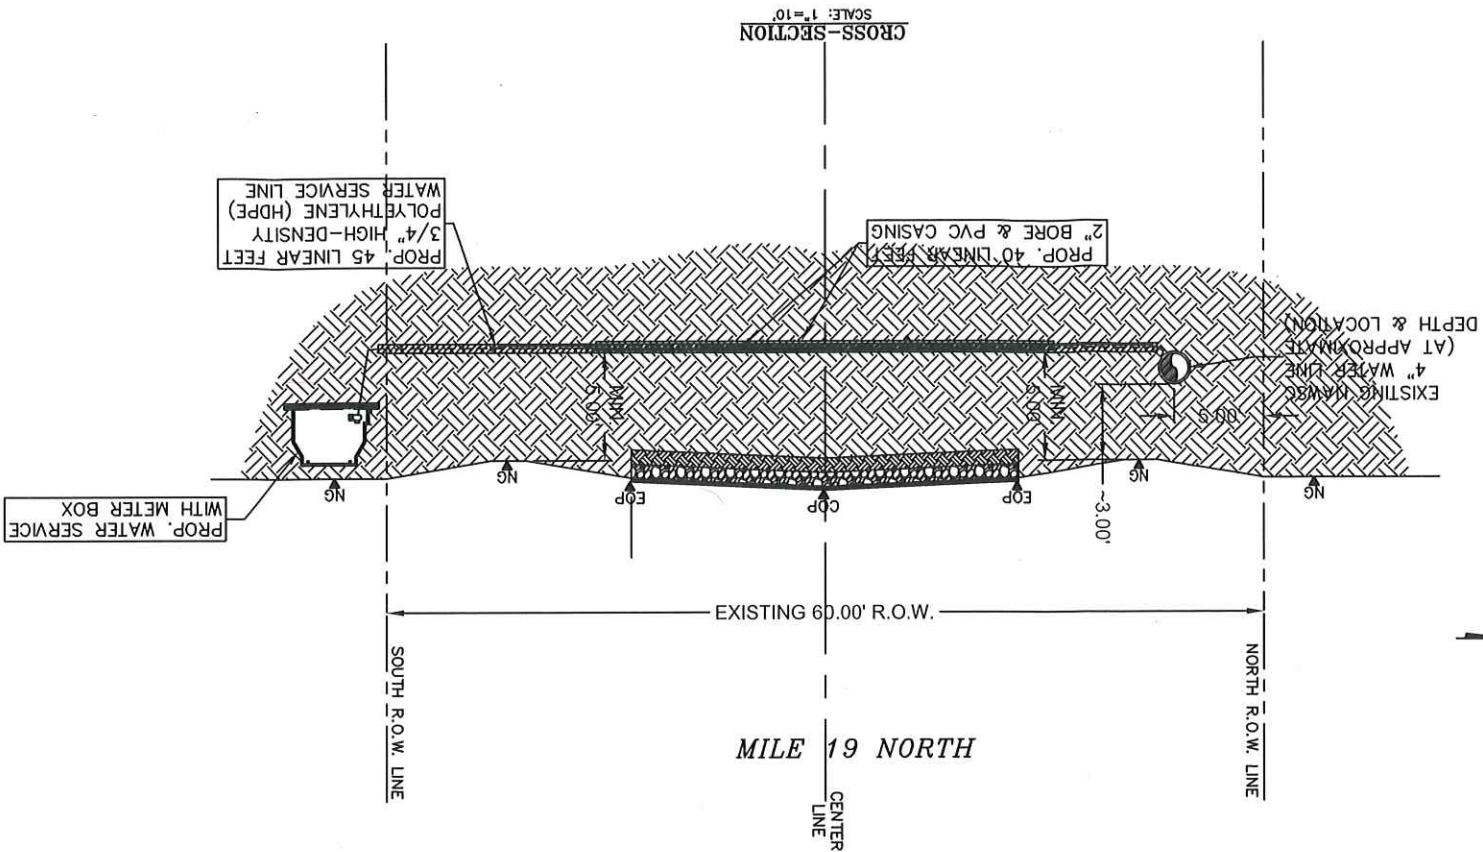 CROSS-SECTION
SCALE: 1"=10'
PROP. 45 LINEAR FEET
3/4" HIGH-DENSITY
POLYETHYLENE (HDPE)
WATER SERVICE LINE
PROP. 40 LINEAR FEET
2" BORE & PVC CASING
EXISTING NAWSC
4" WATER LINE
(AT APPROXIMATE
DEPTH & LOCATION)
5.00'
MIN
5.00'
MIN
5.00'
PROP. WATER SERVICE
WITH METER BOX
NG
NG
EOP
COP
EOP
NG
NG
~3.00'
EXISTING 60.00' R.O.W.
SOUTH R.O.W. LINE
NORTH R.O.W. LINE
MILE 19 NORTH
CENTER
LINE